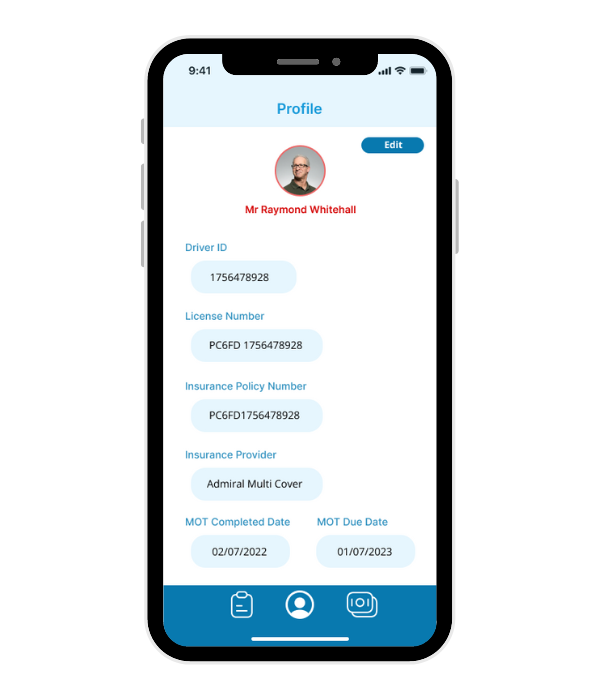 9:41
Profile
Edit
Mr Raymond Whitehall
Driver ID
1756478928
License Number
PC6FD 1756478928
Insurance Policy Number
PC6FD1756478928
Insurance Provider
Admiral Multi Cover
MOT Completed Date MOT Due Date
02/07/2022 01/07/2023